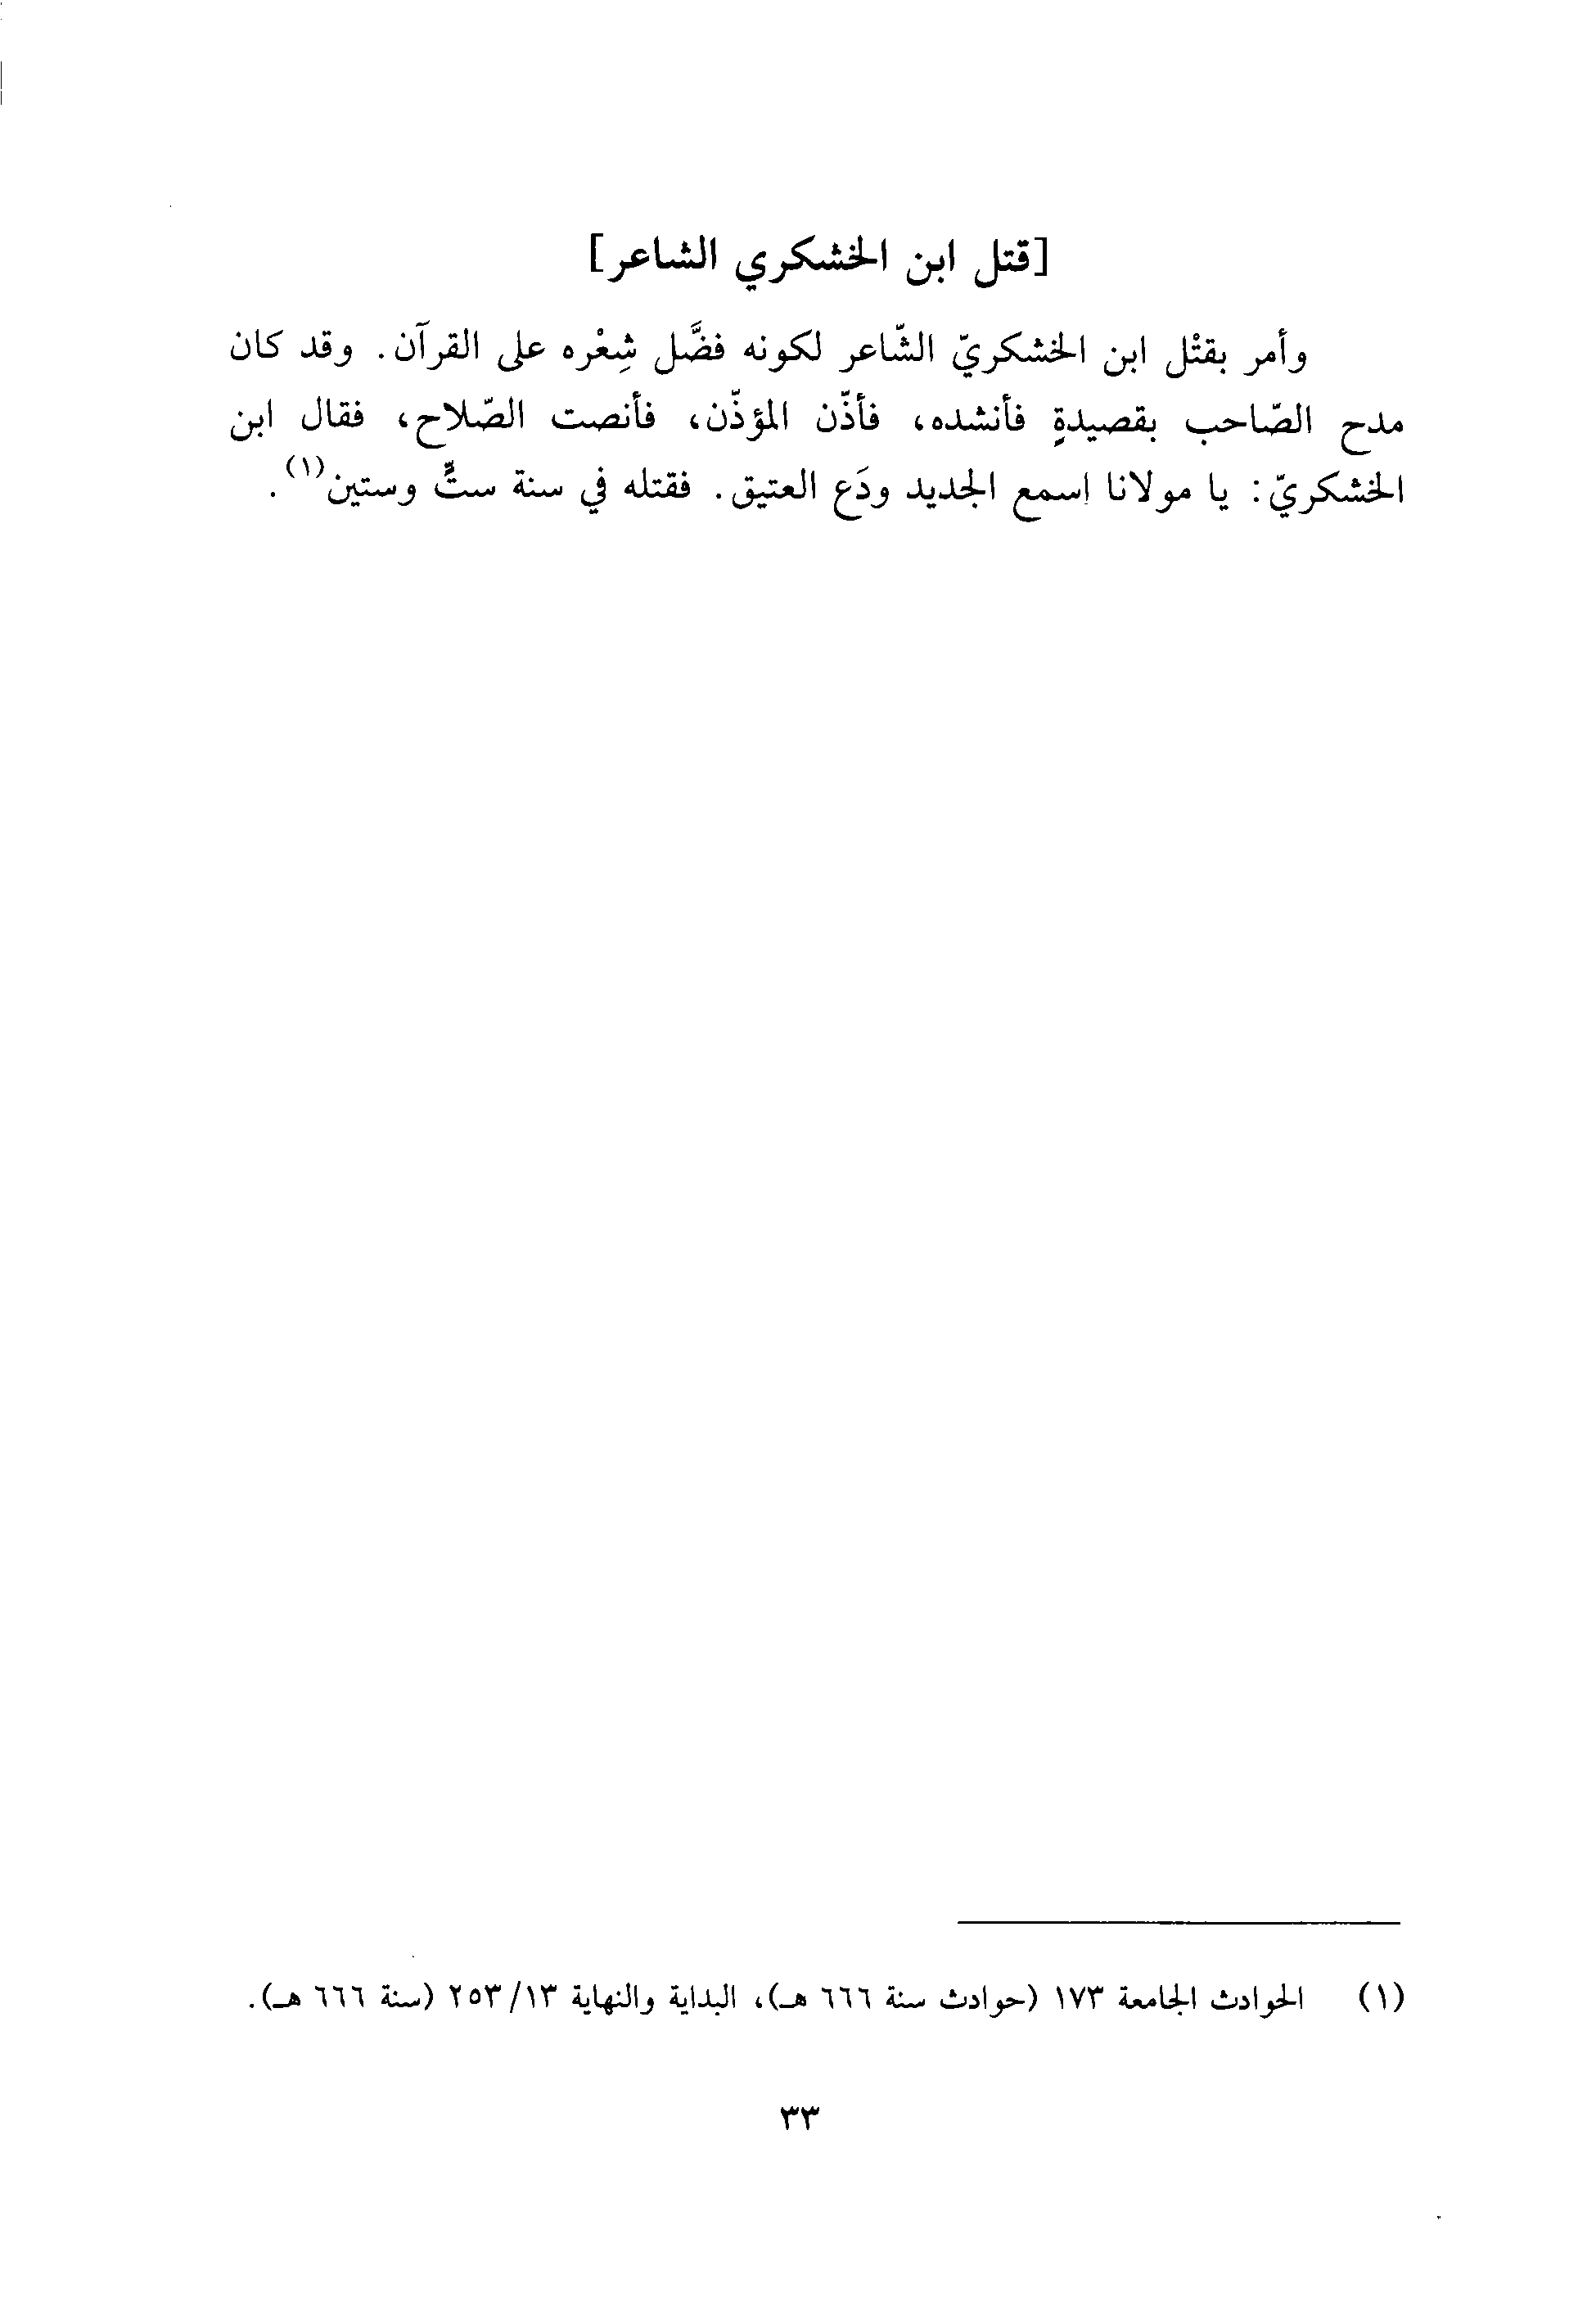 [قتل ابن الخشكري الشاعر]
وأمر بقتْل ابن الخشكريّ الشّاعر لكونه فضَّل شِعْره على القرآن. وقد كان
مدح الصّاحب بقصيدةٍ فأنشده، فأذّن المؤذّن، فأنصت الصّلاح، فقال ابن
الخشكريّ: يا مولانا اسمع الجديد ودَع العتيق. فقتله في سنة ستٍّ وستين(١).
(١) الحوادث الجامعة ١٧٣ (حوادث سنة ٦٦٦ هـ)، البداية والنهاية ١٣/٢٥٣ (سنة ٦٦٦ هـ).
٣٣